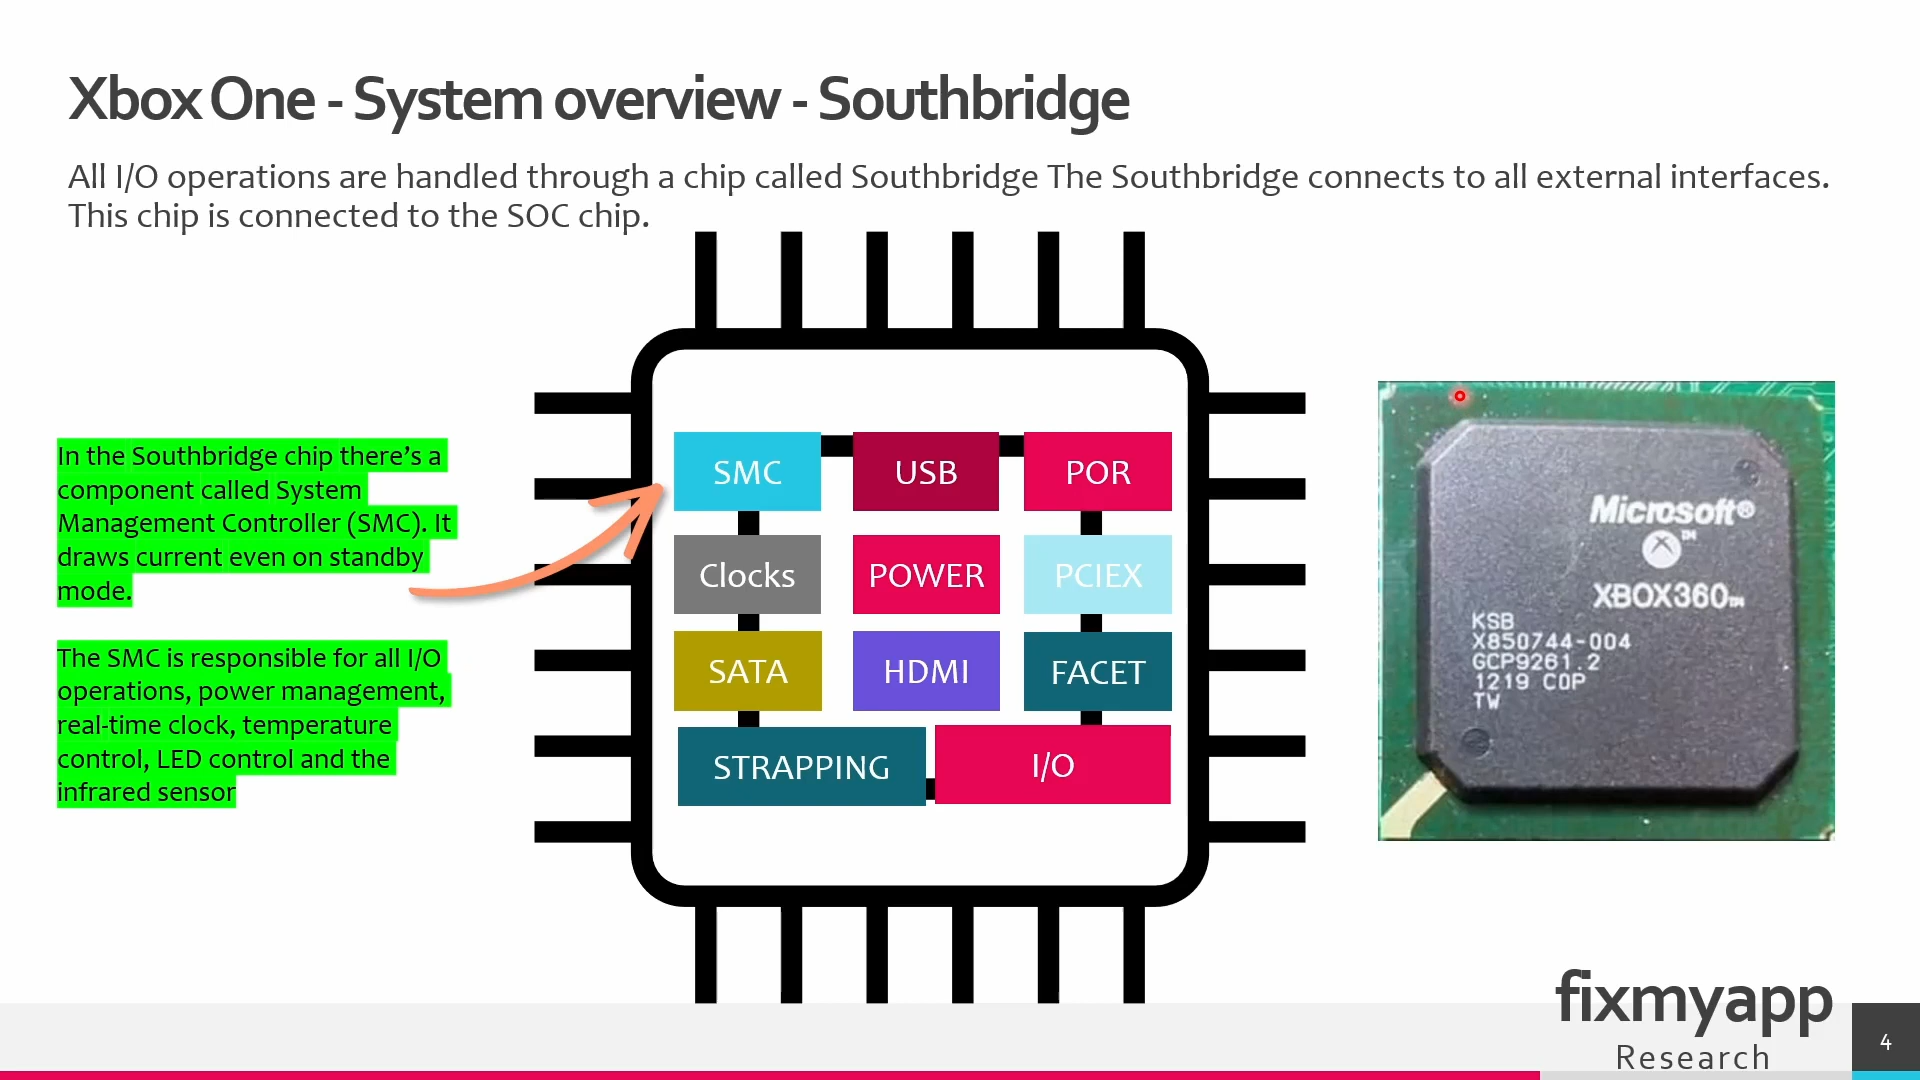 Xbox One - System overview - Southbridge
All I/O operations are handled through a chip called Southbridge The Southbridge connects to all external interfaces.
This chip is connected to the SOC chip.
In the Southbridge chip there's a
component called System
Management Controller (SMC). It
draws current even on standby
mode.
The SMC is responsible for all I/O
operations, power management,
real-time clock, temperature
control, LED control and the
infrared sensor
SMC
USB
POR
Clocks
POWER
PCIEX
SATA
HDMI
FACET
STRAPPING
I/O
Microsoft®
TM
XBOX360TM
KSB
X850744-004
GCP9261.2
1219 COP
TW
fixmyapp
Research
4